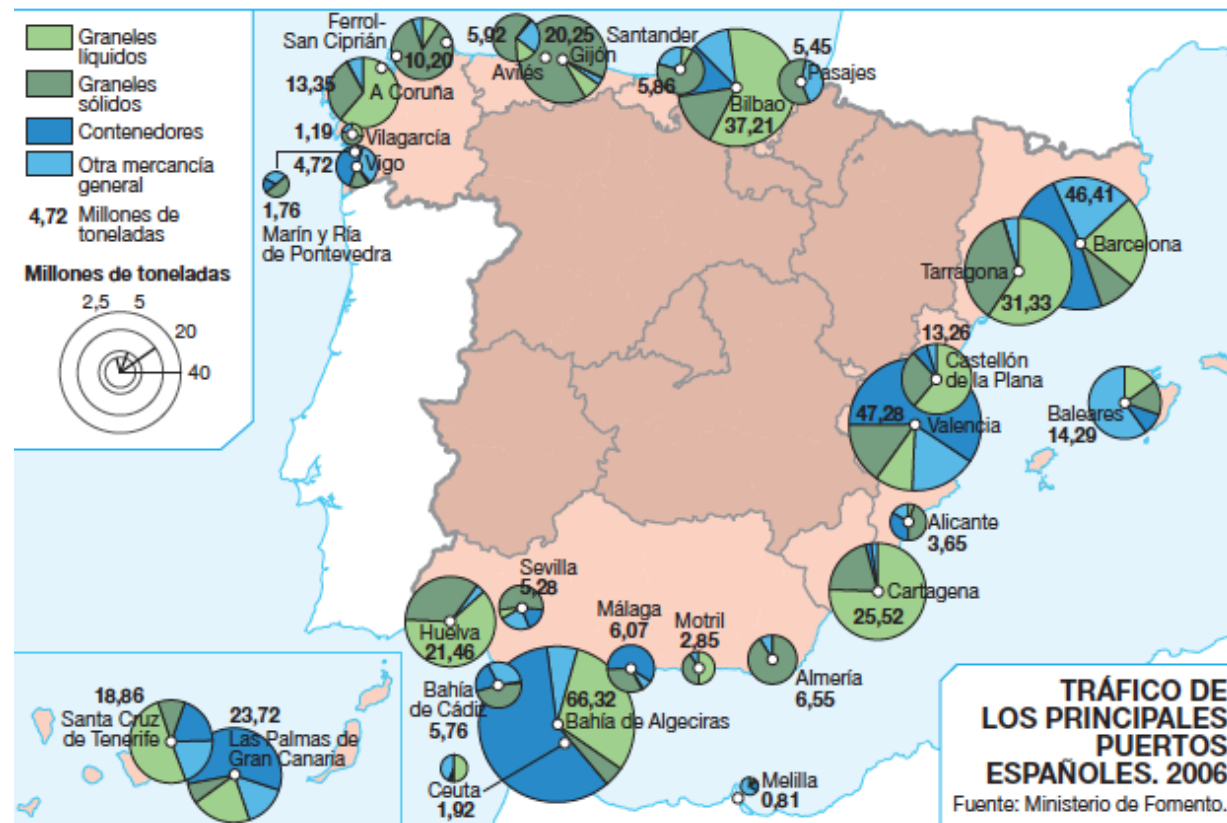 Graneles
líquidos
Graneles
sólidos
Contenedores
Otra mercancía
general
4,72 Millones de
toneladas
Millones de toneladas
2,5
5
20
40
Ferrol-
San Ciprián
10,20
5,92
Avilés
20,25
Gijón
Santander
5,86
Bilbao
37,21
5,45
Pasajes
13,35
A Coruña
1,19
Vilagarcía
4,72
Vigo
1,76
Marín y Ría
de Pontevedra
46,41
Barcelona
Tarragona
31,33
13,26
Castellón
de la Plana
47,28
Valencia
Baleares
14,29
Alicante
3,65
Cartagena
25,52
Sevilla
5,28
Huelva
21,46
Málaga
6,07
Motril
2,85
Almería
6,55
Bahía
de Cádiz
5,76
66,32
Bahía de Algeciras
Ceuta
1,92
Melilla
0,81
18,86
Santa Cruz
de Tenerife
23,72
Las Palmas de
Gran Canaria
TRÁFICO DE
LOS PRINCIPALES
PUERTOS
ESPAÑOLES. 2006
Fuente: Ministerio de Fomento.